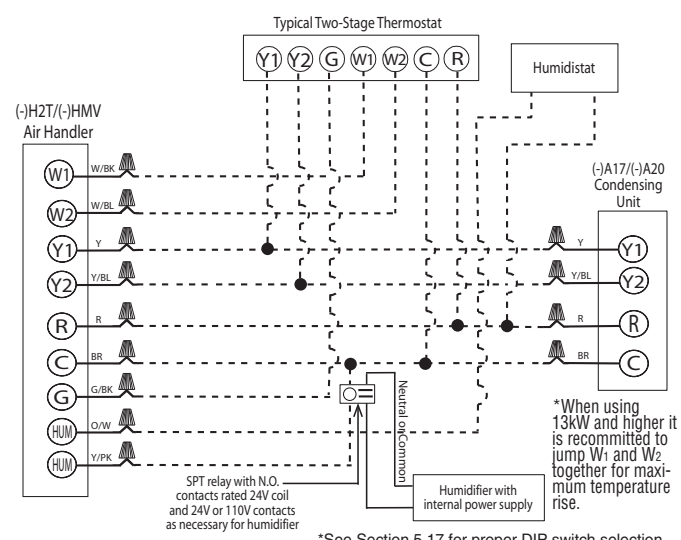 Typical Two-Stage Thermostat
Y1 Y2 G W1 W2 C R
Humidistat
(-)H2T/(-)HMV
Air Handler
W1 W/BK
W2 W/BL
Y1 Y
Y2 Y/BL
R R
C BR
G G/BK
HUM O/W
HUM Y/PK
(-)A17/(-)A20
Condensing
Unit
Y Y1
Y/BL Y2
R R
BR C
Neutral or Common
SPT relay with N.O.
contacts rated 24V coil
and 24V or 110V contacts
as necessary for humidifier
Humidifier with
internal power supply
*When using
13kW and higher it
is recommitted to
jump W1 and W2
together for maxi-
mum temperature
rise.
*See Section 5.17 for proper DIP switch selection